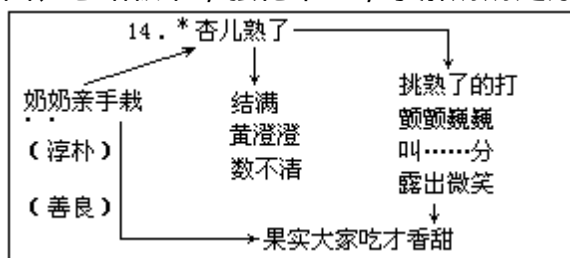 14.*杏儿熟了
奶奶亲手栽
(淳朴)
(善良)
结满
黄澄澄
数不清
挑熟了的打
颤颤巍巍
叫……分
露出微笑
果实大家吃才香甜